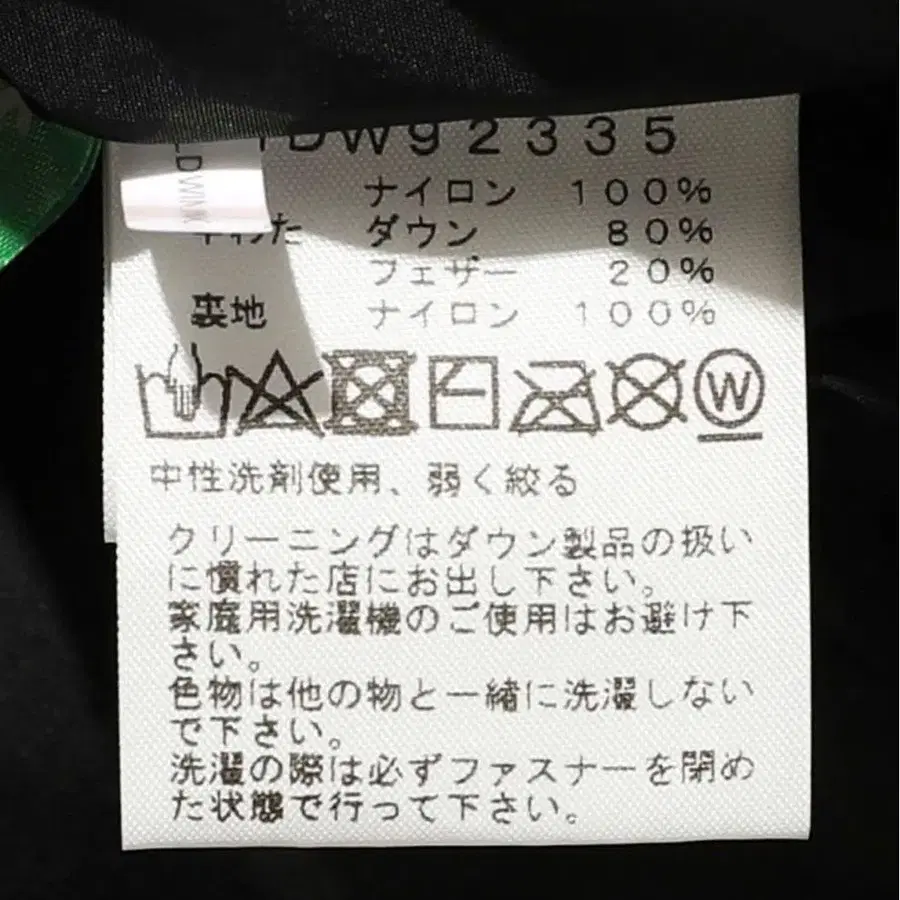 DW92335
LDWINK
ナイロン 100%
中わた ダウン 80%
フェザー 20%
裏地 ナイロン 100%
W
中性洗剤使用、弱く絞る
クリーニングはダウン製品の扱い
に慣れた店にお出し下さい。
家庭用洗濯機のご使用はお避け下
さい。
色物は他の物と一緒に洗濯しない
で下さい。
洗濯の際は必ずファスナーを閉め
た状態で行って下さい。